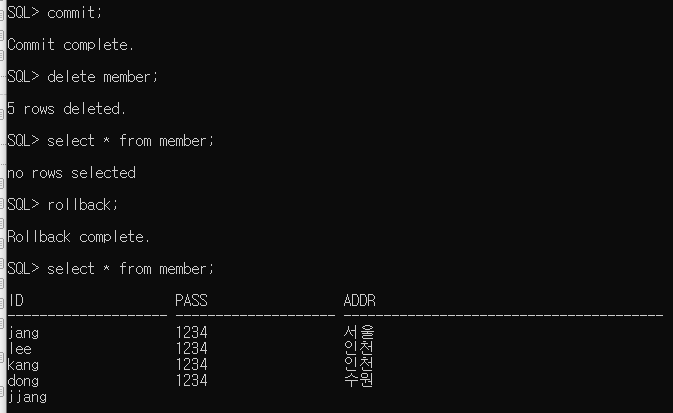 SQL> commit;
Commit complete.
SQL> delete member;
5 rows deleted.
SQL> select * from member;
no rows selected
SQL> rollback;
Rollback complete.
SQL> select * from member;
ID PASS ADDR
-------------------- -------------------- ----------------------------------------
jang 1234 서울
lee 1234 인천
kang 1234 인천
dong 1234 수원
jjang